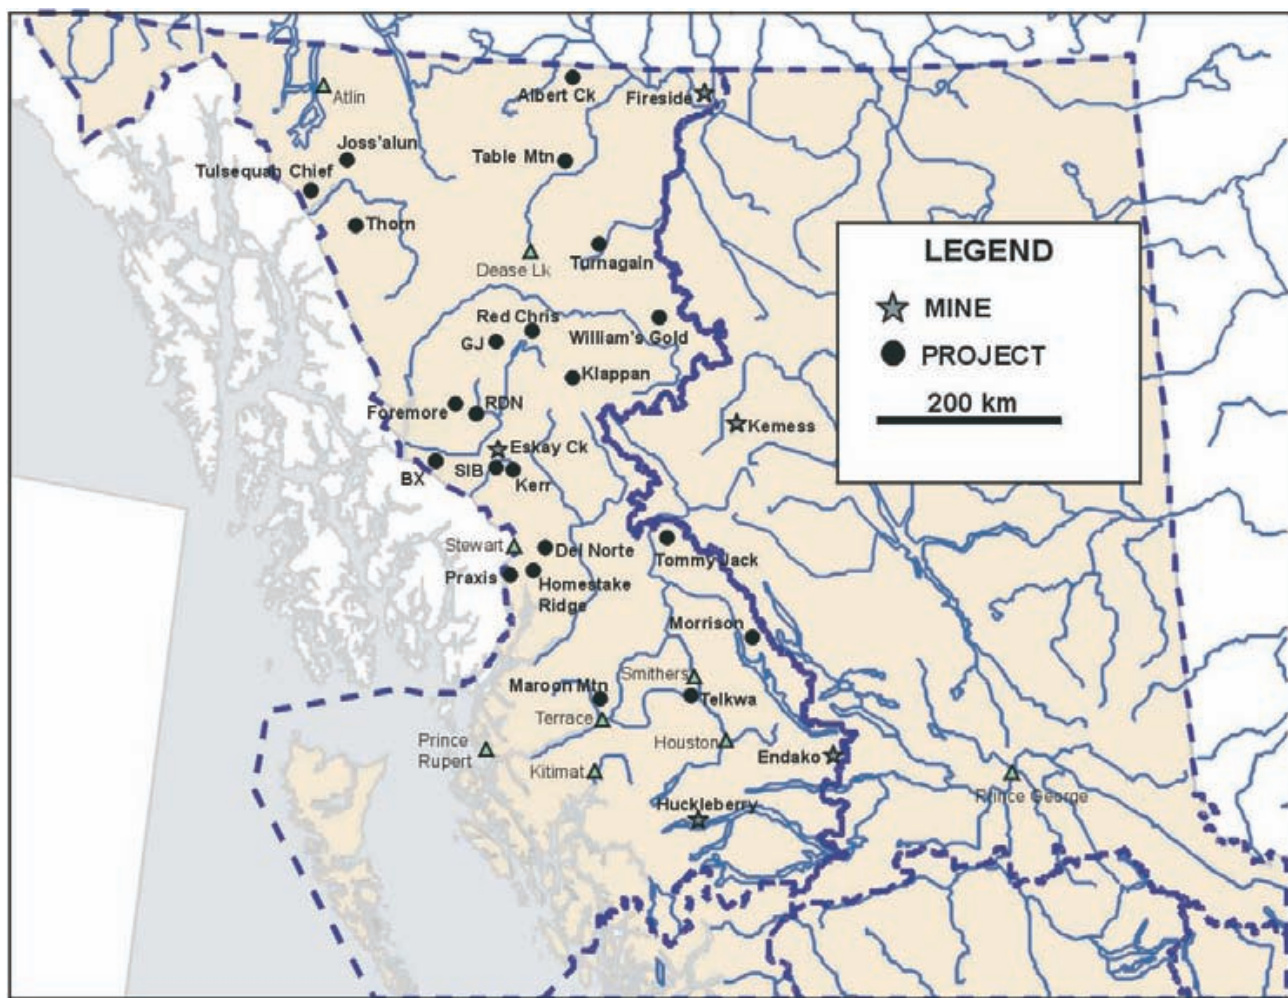 Atlin
Albert Ck
Fireside
Joss'alun
Table Mtn
Tulsequah Chief
Thorn
Turnagain
Dease Lk
LEGEND
MINE
PROJECT
200 km
Red Chris
William's Gold
GJ
Klappan
Foremore
RDN
Kemess
Eskay Ck
BX
SIB
Kerr
Stewart
Del Norte
Tommy Jack
Praxis
Homestake
Ridge
Morrison
Smithers
Maroon Mtn
Telkwa
Terrace
Prince
Rupert
Houston
Endako
Kitimat
Prince George
Huckleberry